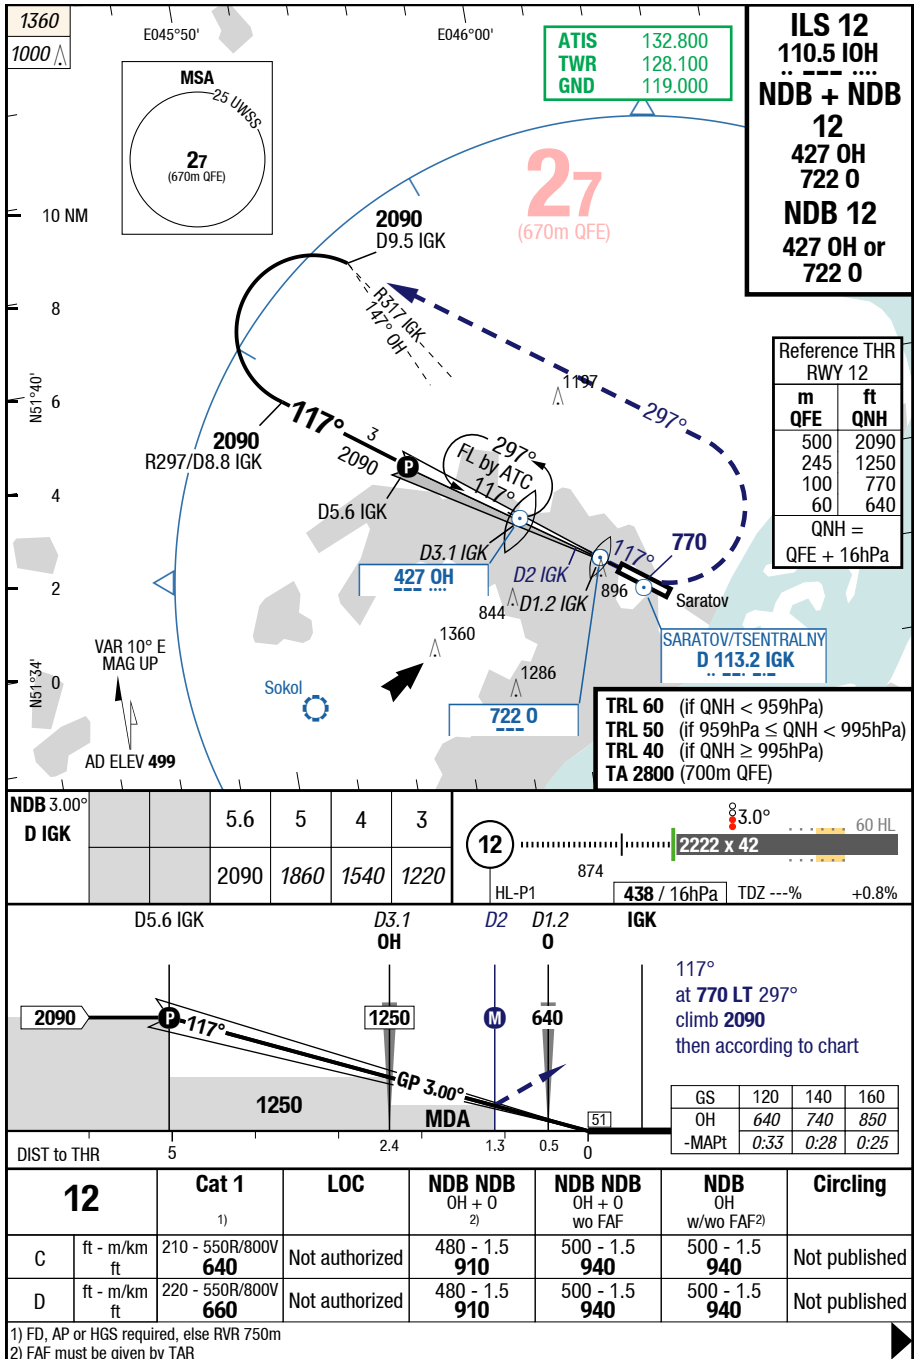 1360
1000
E045°50'
E046°00'
ATIS 132.800
TWR 128.100
GND 119.000
ILS 12
110.5 IOH
NDB + NDB
12
427 OH
722 O
NDB 12
427 OH or
722 O
MSA
25 UWSS
27
(670m QFE)
27
(670m QFE)
10 NM
8
6
4
2
0
N51°40'
N51°34'
2090
D9.5 IGK
R317 IGK
147° OH
1197
297°
117°
3
2090
2090
R297/D8.8 IGK
P
D5.6 IGK
297°
FL by ATC
117°
D3.1 IGK
427 OH
D2 IGK
D1.2 IGK
117°
770
896
844
Saratov
1360
1286
SARATOV/TSENTRALNY
D 113.2 IGK
Sokol
722 O
VAR 10° E
MAG UP
AD ELEV 499
Reference THR
RWY 12
m ft
QFE QNH
500 2090
245 1250
100 770
60 640
QNH =
QFE + 16hPa
TRL 60 (if QNH < 959hPa)
TRL 50 (if 959hPa ≤ QNH < 995hPa)
TRL 40 (if QNH ≥ 995hPa)
TA 2800 (700m QFE)
NDB 3.00°
D IGK
5.6 5 4 3
2090 1860 1540 1220
12
HL-P1
874
3.0°
60 HL
2222 x 42
438 / 16hPa
TDZ ---%
+0.8%
D5.6 IGK D3.1 D2 D1.2 IGK
OH O
2090
P
117°
1250
M
640
GP 3.00°
1250
MDA
51
117°
at 770 LT 297°
climb 2090
then according to chart
GS 120 140 160
OH 640 740 850
-MAPt 0:33 0:28 0:25
DIST to THR 5 2.4 1.3 0.5 0
12 Cat 1 LOC NDB NDB NDB NDB NDB Circling
OH + O OH + O OH
1) 2) wo FAF w/wo FAF2)
C ft - m/km 210 - 550R/800V Not authorized 480 - 1.5 500 - 1.5 500 - 1.5 Not published
ft 640 910 940 940
D ft - m/km 220 - 550R/800V Not authorized 480 - 1.5 500 - 1.5 500 - 1.5 Not published
ft 660 910 940 940
1) FD, AP or HGS required, else RVR 750m
2) FAF must be given by TAR